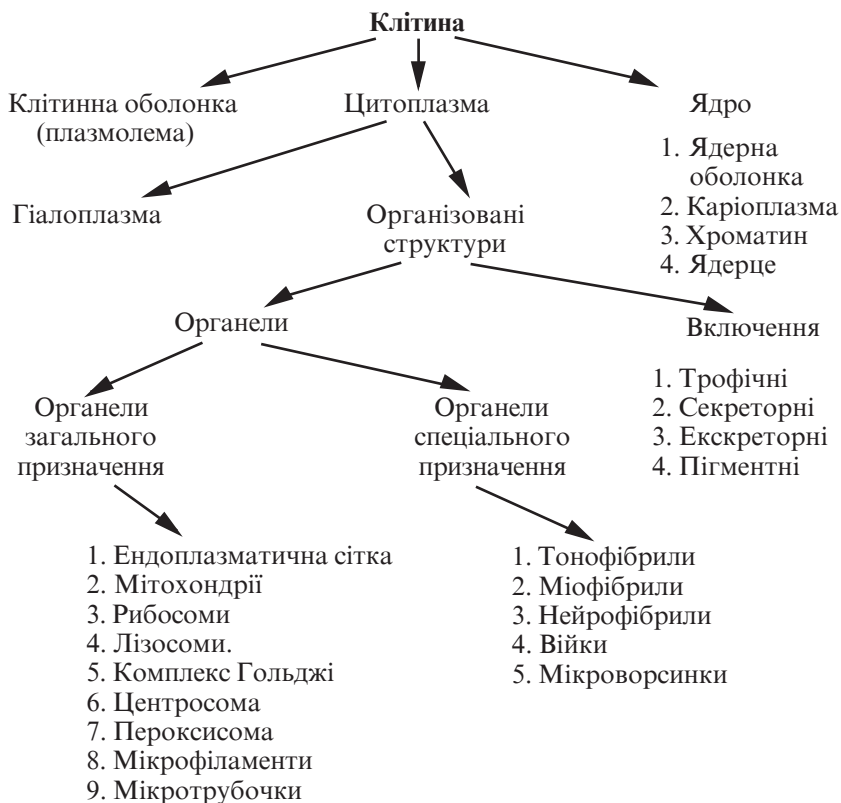 Клітина
Клітинна оболонка
(плазмолема)
Цитоплазма
Ядро
1. Ядерна
оболонка
2. Каріоплазма
3. Хроматин
4. Ядерце
Гіалоплазма
Організовані
структури
Органели
Включення
1. Трофічні
2. Секреторні
3. Екскреторні
4. Пігментні
Органели
загального
призначення
Органели
спеціального
призначення
1. Ендоплазматична сітка
2. Мітохондрії
3. Рибосоми
4. Лізосоми.
5. Комплекс Гольджі
6. Центросома
7. Пероксисома
8. Мікрофіламенти
9. Мікротрубочки
1. Тонофібрили
2. Міофібрили
3. Нейрофібрили
4. Війки
5. Мікроворсинки